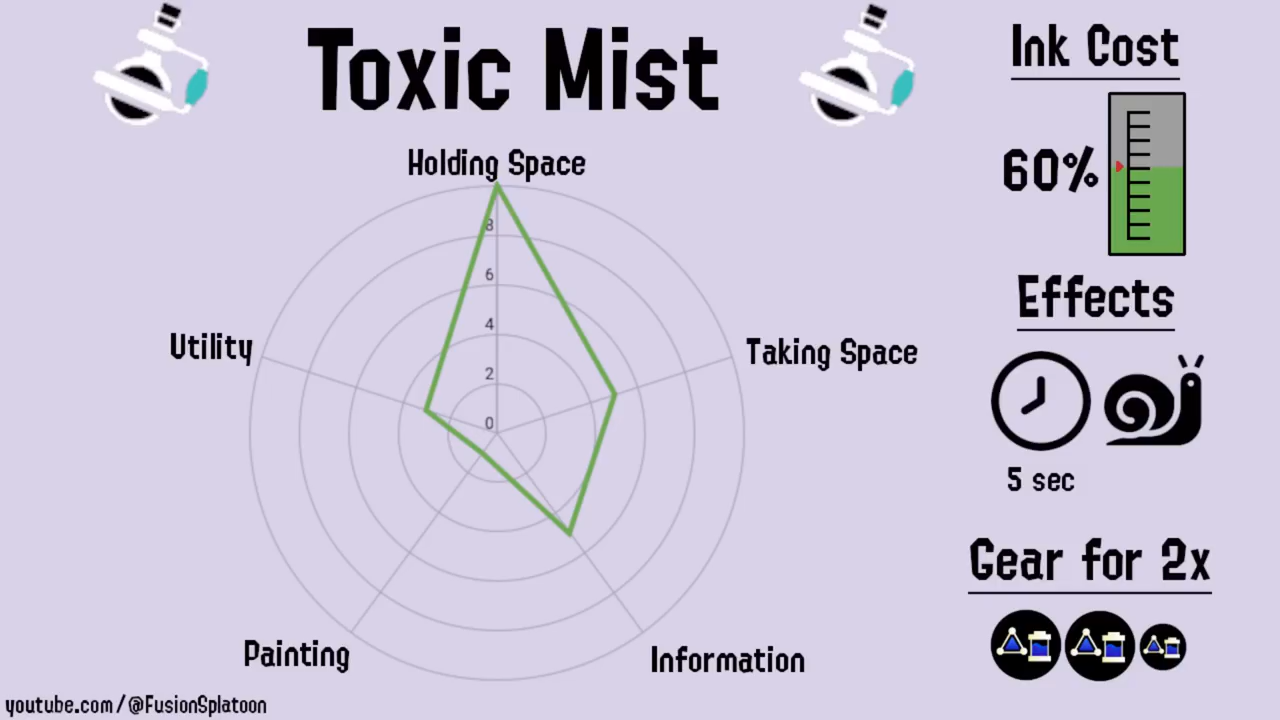 Toxic Mist
Ink Cost
60%
Holding Space
8
6
4
2
0
Utility
Taking Space
Painting
Information
Effects
5 sec
Gear for 2x
youtube.com/@FusionSplatoon